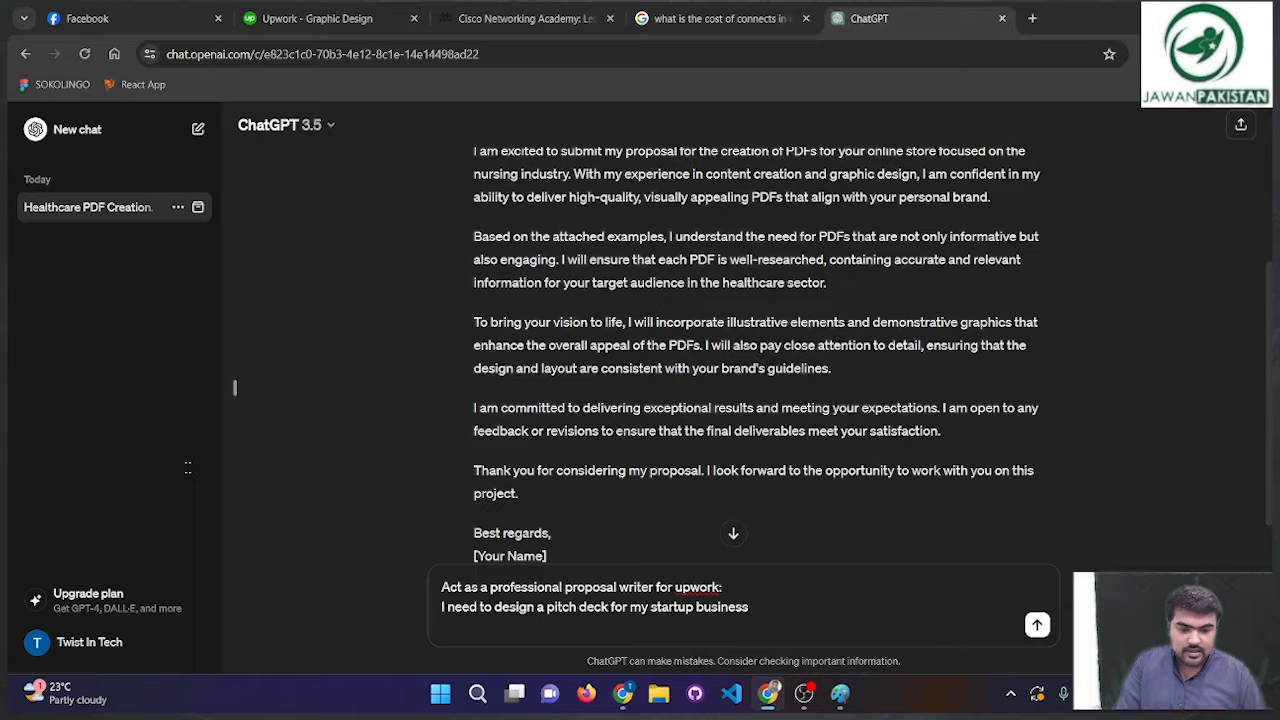 Facebook
Upwork - Graphic Design
Cisco Networking Academy: Le
what is the cost of connects in
ChatGPT
chat.openai.com/c/e823c1c0-70b3-4e12-8c1e-14e14498ad22
SOKOLINGO
React App
JAWANPAKISTAN
New chat
ChatGPT 3.5
Today
Healthcare PDF Creation.
I am excited to submit my proposal for the creation of PDFs for your online store focused on the
nursing industry. With my experience in content creation and graphic design, I am confident in my
ability to deliver high-quality, visually appealing PDFs that align with your personal brand.
Based on the attached examples, I understand the need for PDFs that are not only informative but
also engaging. I will ensure that each PDF is well-researched, containing accurate and relevant
information for your target audience in the healthcare sector.
To bring your vision to life, I will incorporate illustrative elements and demonstrative graphics that
enhance the overall appeal of the PDFs. I will also pay close attention to detail, ensuring that the
design and layout are consistent with your brand's guidelines.
I am committed to delivering exceptional results and meeting your expectations. I am open to any
feedback or revisions to ensure that the final deliverables meet your satisfaction.
Thank you for considering my proposal. I look forward to the opportunity to work with you on this
project.
Best regards,
[Your Name]
Act as a professional proposal writer for upwork:
I need to design a pitch deck for my startup business
Upgrade plan
Get GPT-4, DALL·E, and more
T
Twist In Tech
ChatGPT can make mistakes. Consider checking important information.
1
23°C
Partly cloudy